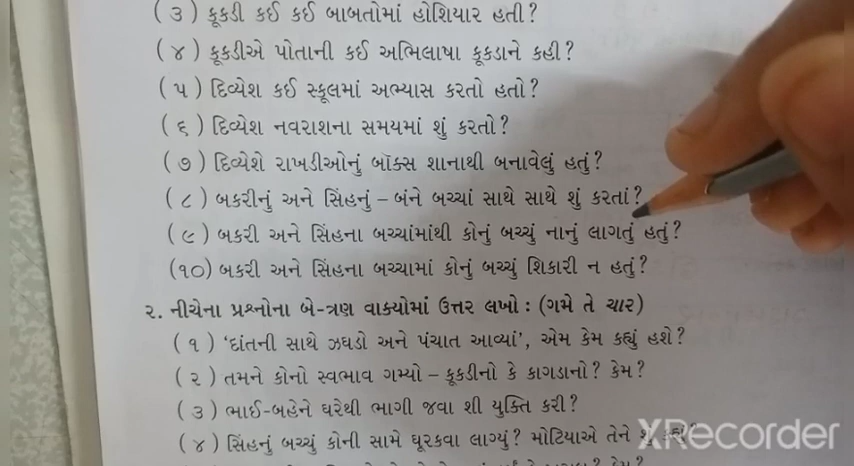 (૩) કૂકડી કઈ કઈ બાબતોમાં હોશિયાર હતી?
(૪) કૂકડીએ પોતાની કઈ અભિલાષા કૂકડાને કહી?
(૫) દિવ્યેશ કઈ સ્કૂલમાં અભ્યાસ કરતો હતો?
(૬) દિવ્યેશ નવરાશના સમયમાં શું કરતો?
(૭) દિવ્યેશે રાખડીઓનું બૉક્સ શાનાથી બનાવેલું હતું?
(૮) બકરીનું અને સિંહનું – બંને બચ્ચાં સાથે સાથે શું કરતાં?
(૯) બકરી અને સિંહના બચ્ચાંમાંથી કોનું બચ્ચું નાનું લાગતું હતું?
(૧૦) બકરી અને સિંહના બચ્ચામાં કોનું બચ્ચું શિકારી ન હતું?
૨. નીચેના પ્રશ્નોના બે-ત્રણ વાક્યોમાં ઉત્તર લખો : (ગમે તે ચાર)
(૧) ‘દાંતની સાથે ઝઘડો અને પંચાત આવ્યાં’, એમ કેમ કહ્યું હશે?
(૨) તમને કોનો સ્વભાવ ગમ્યો – કૂકડીનો કે કાગડાનો? કેમ?
(૩) ભાઈ-બહેને ઘરેથી ભાગી જવા શી યુક્તિ કરી?
(૪) સિંહનું બચ્ચું કોની સામે ઘૂરકવા લાગ્યું? મોટિયાએ તેને શું
XRecorder